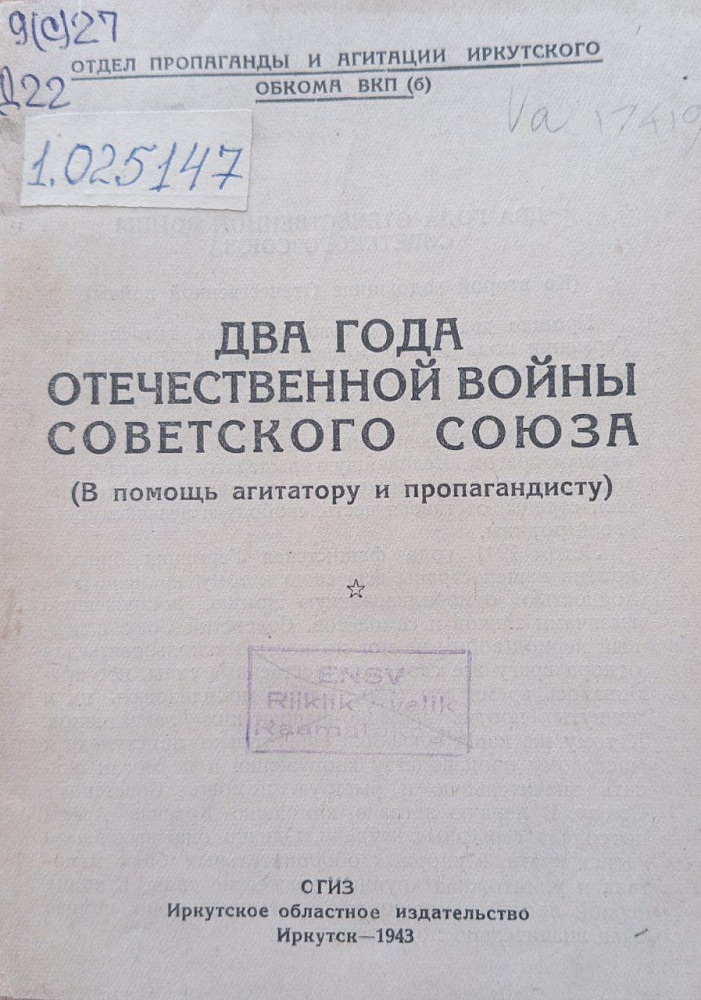 9(С)27
Д22
ОТДЕЛ ПРОПАГАНДЫ И АГИТАЦИИ ИРКУТСКОГО
ОБКОМА ВКП (б)
Va 17419
1.025147
ДВА ГОДА
ОТЕЧЕСТВЕННОЙ ВОЙНЫ
СОВЕТСКОГО СОЮЗА
(В помощь агитатору и пропагандисту)
ENSV
Riiklik Avalik
ОГИЗ
Иркутское областное издательство
Иркутск—1943